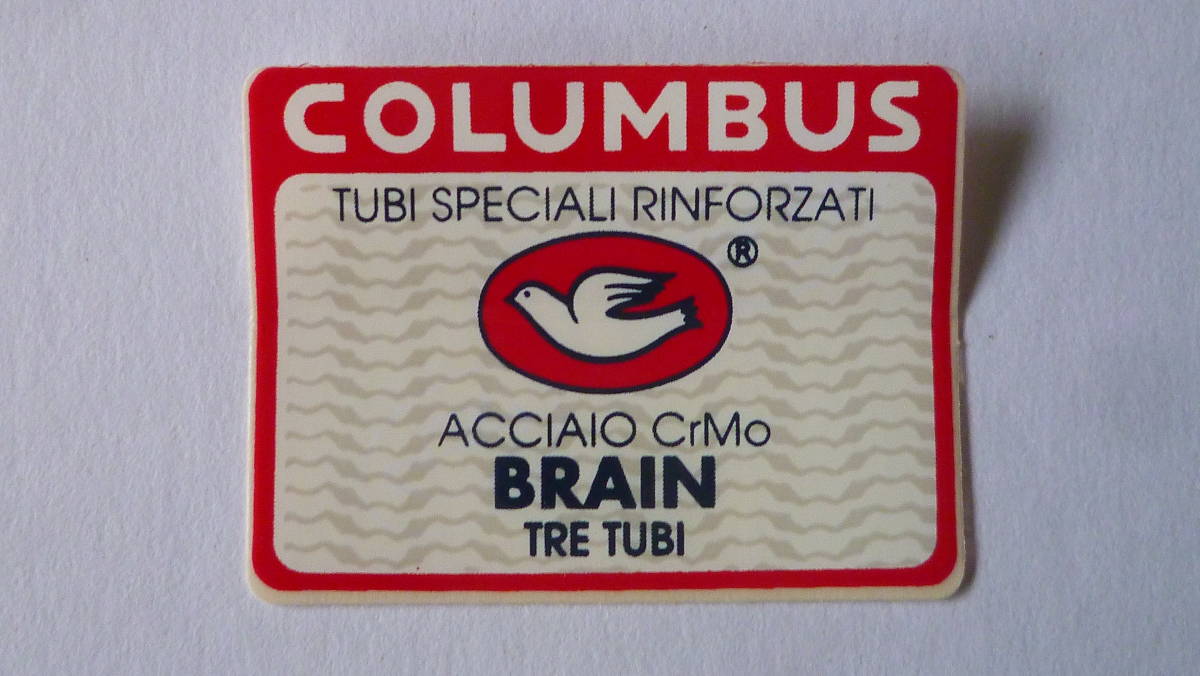 COLUMBUS
TUBI SPECIALI RINFORZATI
®
ACCIAIO CrMo
BRAIN
TRE TUBI